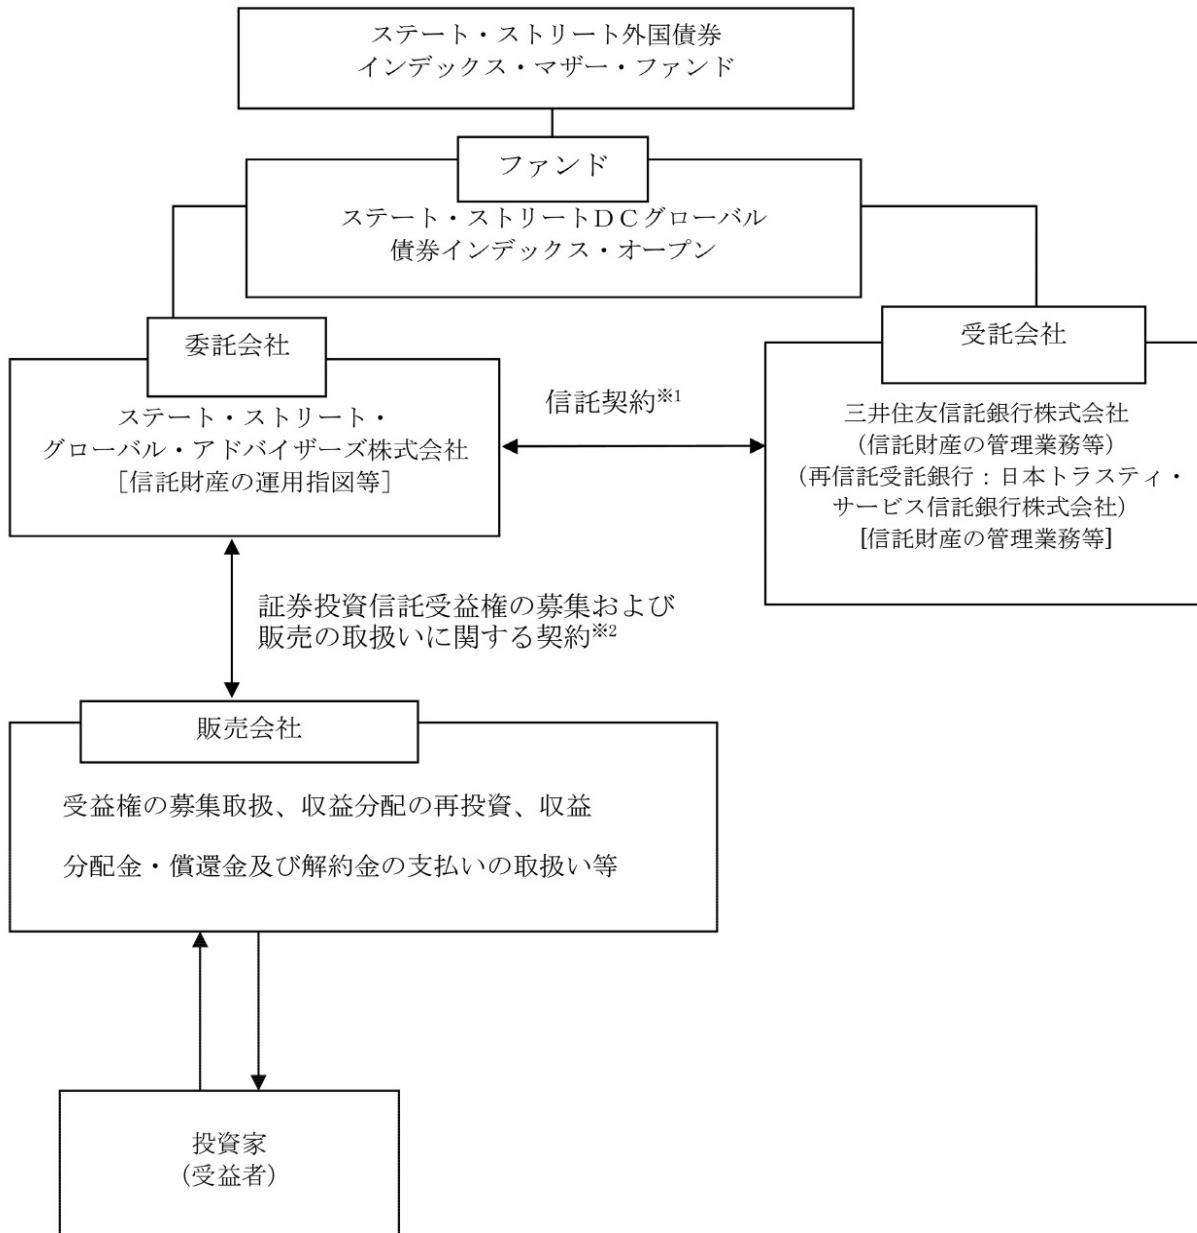 ステート・ストリート外国債券
インデックス・マザー・ファンド
ファンド
ステート・ストリートＤＣグローバル
債券インデックス・オープン
委託会社
ステート・ストリート・
グローバル・アドバイザーズ株式会社
［信託財産の運用指図等］
信託契約※1
受託会社
三井住友信託銀行株式会社
(信託財産の管理業務等)
(再信託受託銀行：日本トラスティ・
サービス信託銀行株式会社)
[信託財産の管理業務等]
証券投資信託受益権の募集および
販売の取扱いに関する契約※2
販売会社
受益権の募集取扱、収益分配の再投資、収益
分配金・償還金及び解約金の支払いの取扱い等
投資家
(受益者)